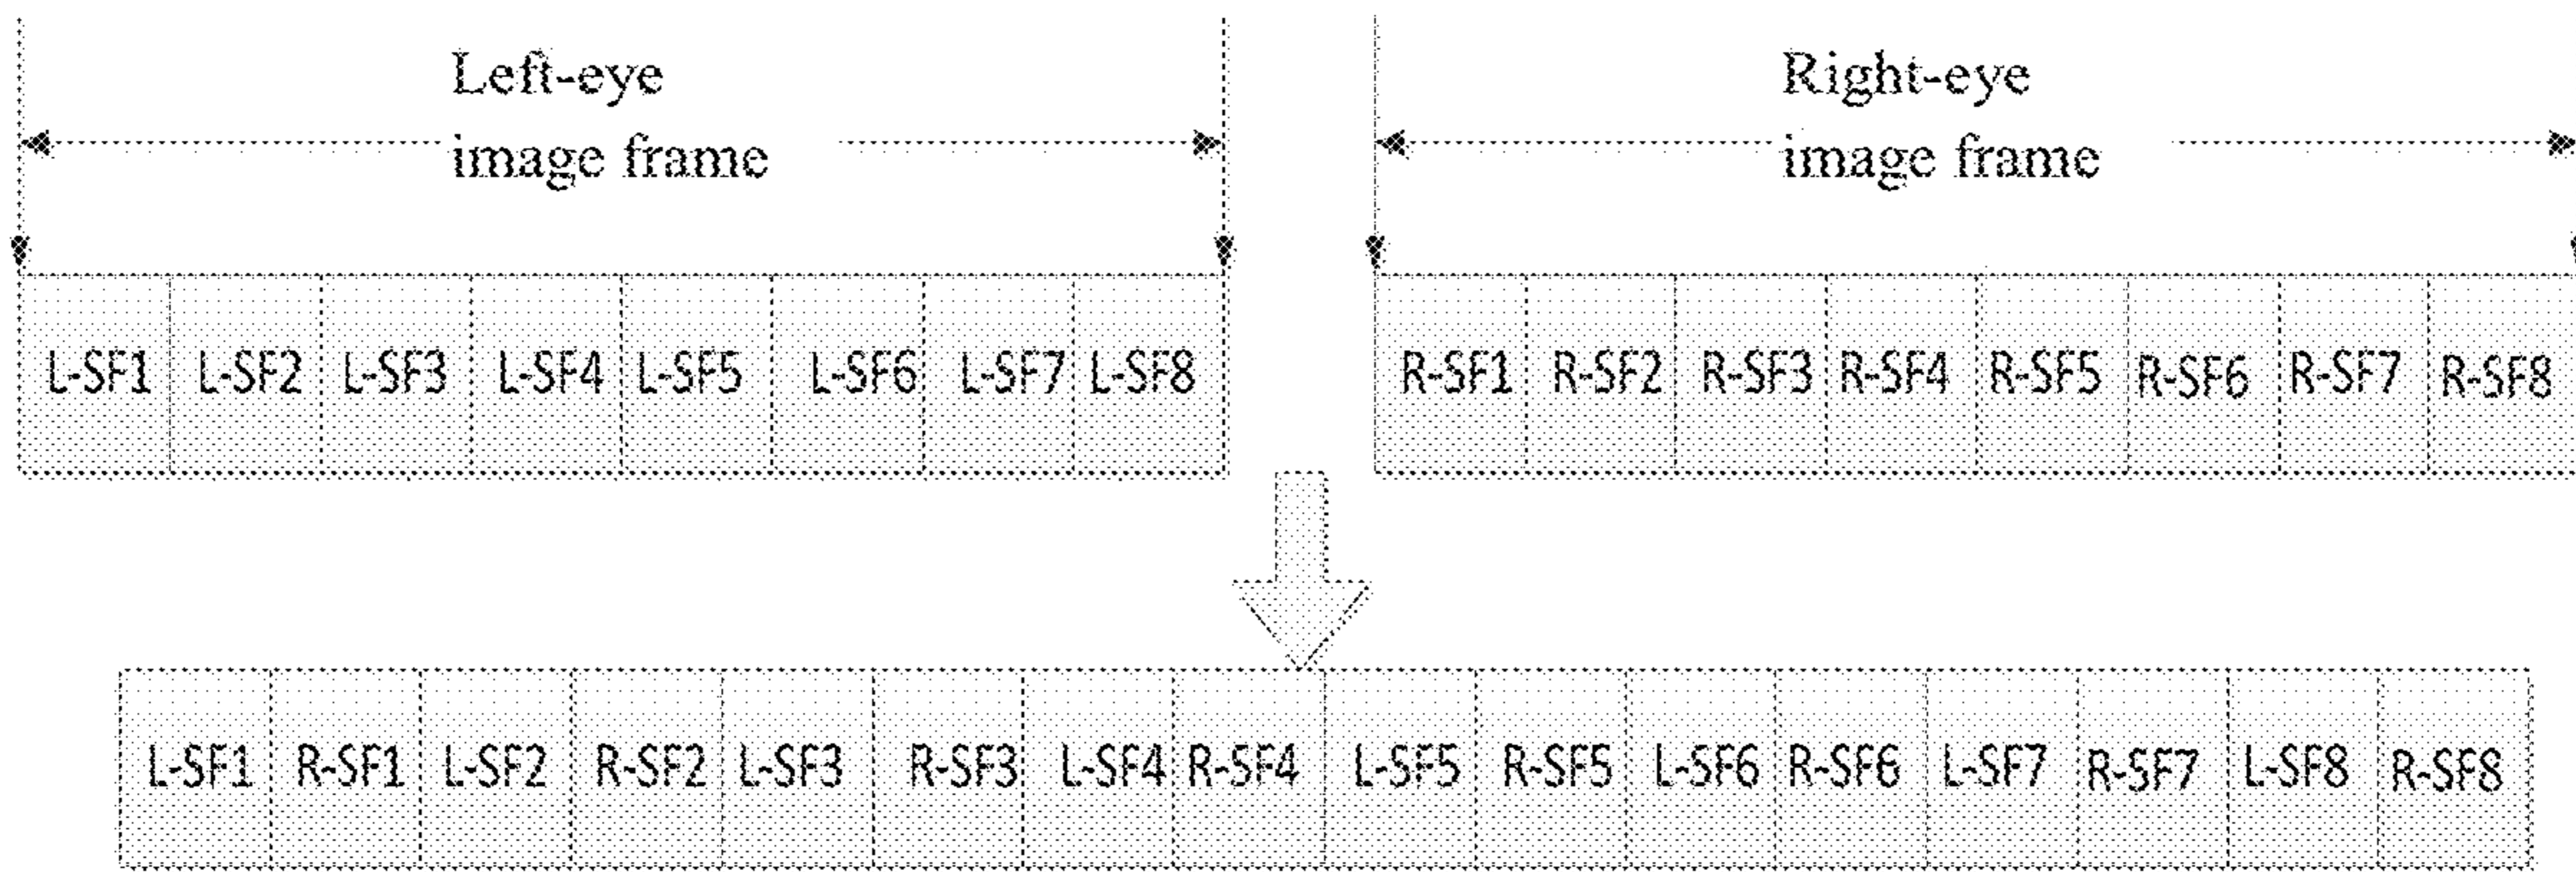 Left-eye
image frame
Right-eye
image frame
L-SF1 L-SF2 L-SF3 L-SF4 L-SF5 L-SF6 L-SF7 L-SF8
R-SF1 R-SF2 R-SF3 R-SF4 R-SF5 R-SF6 R-SF7 R-SF8
L-SF1 R-SF1 L-SF2 R-SF2 L-SF3 R-SF3 L-SF4 R-SF4 L-SF5 R-SF5 L-SF6 R-SF6 L-SF7 R-SF7 L-SF8 R-SF8